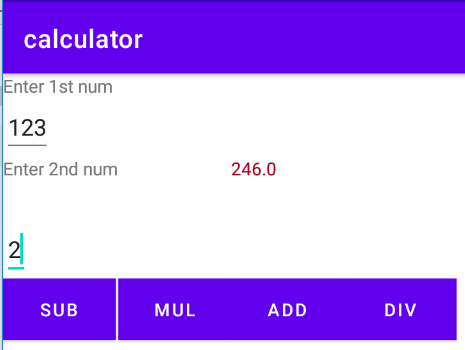 calculator
Enter 1st num
123
Enter 2nd num 246.0
2
SUB MUL ADD DIV